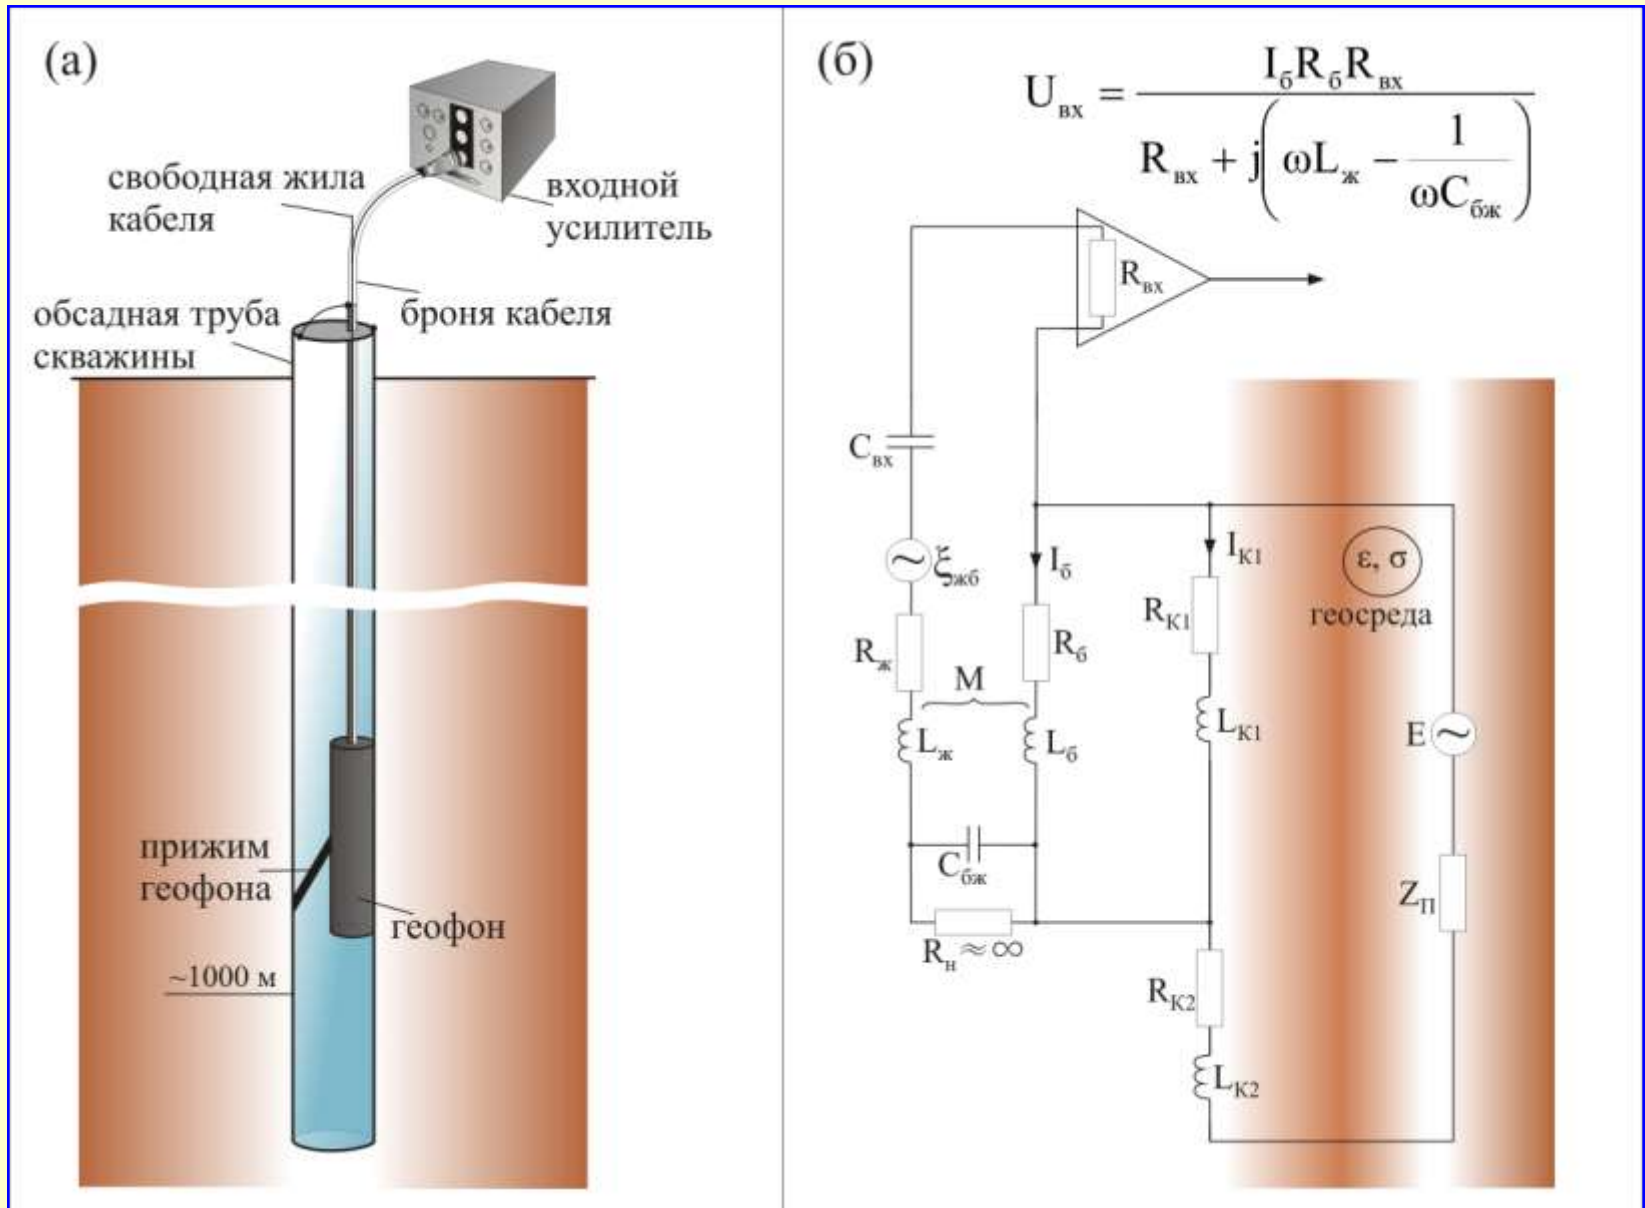 (а)
свободная жила
кабеля
входной
усилитель
обсадная труба
скважины
броня кабеля
прижим
геофона
геофон
~1000 м
(б)
U_вх = I_б R_б R_вх / (R_вх + j(ωL_ж − 1/(ωC_бж)))
R_вх
C_вх
ξ_жб
I_б
I_К1
ε, σ
геосреда
R_К1
R_ж
R_б
M
L_ж
L_б
L_К1
E
C_бж
Z_П
R_н ≈ ∞
R_К2
L_К2